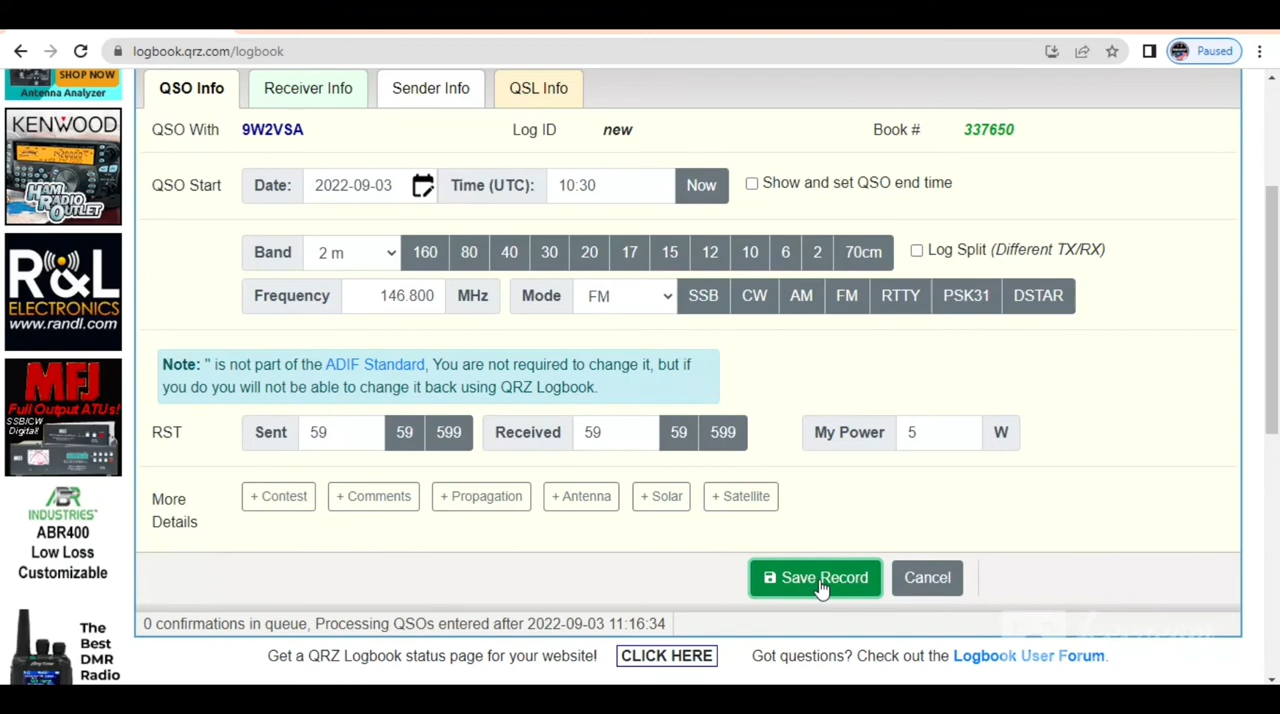 logbook.qrz.com/logbook
Paused
SHOP NOW
Antenna Analyzer
KENWOOD
HAM RADIO OUTLET
R&L
ELECTRONICS
www.randl.com
MFJ
Full Output ATUs!
SSB/CW
Digital!
INDUSTRIES
ABR400
Low Loss
Customizable
The
Best
DMR
Radio
QSO Info Receiver Info Sender Info QSL Info
QSO With 9W2VSA Log ID new Book # 337650
QSO Start Date: 2022-09-03 Time (UTC): 10:30 Now Show and set QSO end time
Band 2 m 160 80 40 30 20 17 15 12 10 6 2 70cm Log Split (Different TX/RX)
Frequency 146.800 MHz Mode FM SSB CW AM FM RTTY PSK31 DSTAR
Note: '' is not part of the ADIF Standard, You are not required to change it, but if
you do you will not be able to change it back using QRZ Logbook.
RST Sent 59 59 599 Received 59 59 599 My Power 5 W
More Details + Contest + Comments + Propagation + Antenna + Solar + Satellite
Save Record Cancel
0 confirmations in queue, Processing QSOs entered after 2022-09-03 11:16:34
Get a QRZ Logbook status page for your website! CLICK HERE Got questions? Check out the Logbook User Forum.